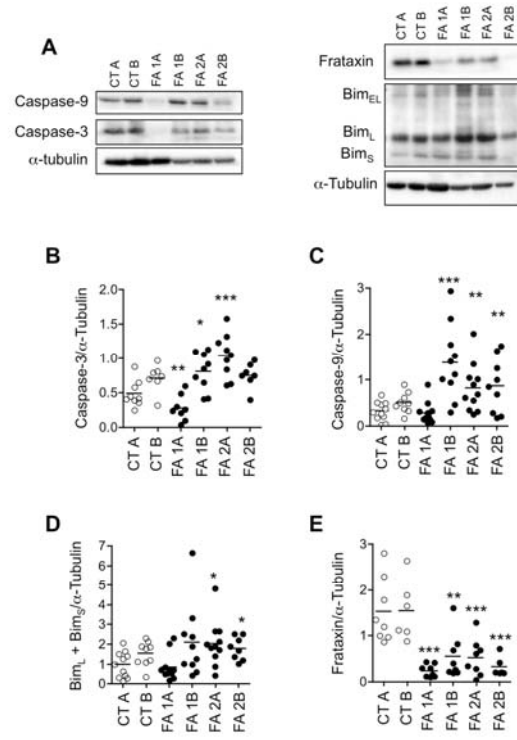 A
CT A
CT B
FA 1A
FA 1B
FA 2A
FA 2B
Caspase-9
Caspase-3
α-tubulin
CT A
CT B
FA 1A
FA 1B
FA 2A
FA 2B
Frataxin
Bim_EL
Bim_L
Bim_S
α-Tubulin
B
Caspase-3/α-Tubulin
2.0
1.5
1.0
0.5
0.0
**
*
***
CT A
CT B
FA 1A
FA 1B
FA 2A
FA 2B
C
Caspase-9/α-Tubulin
3
2
1
0
***
**
**
CT A
CT B
FA 1A
FA 1B
FA 2A
FA 2B
D
Bim_L + Bim_S/α-Tubulin
7
6
5
4
3
2
1
0
*
*
CT A
CT B
FA 1A
FA 1B
FA 2A
FA 2B
E
Frataxin/α-Tubulin
3
2
1
0
***
**
***
***
CT A
CT B
FA 1A
FA 1B
FA 2A
FA 2B